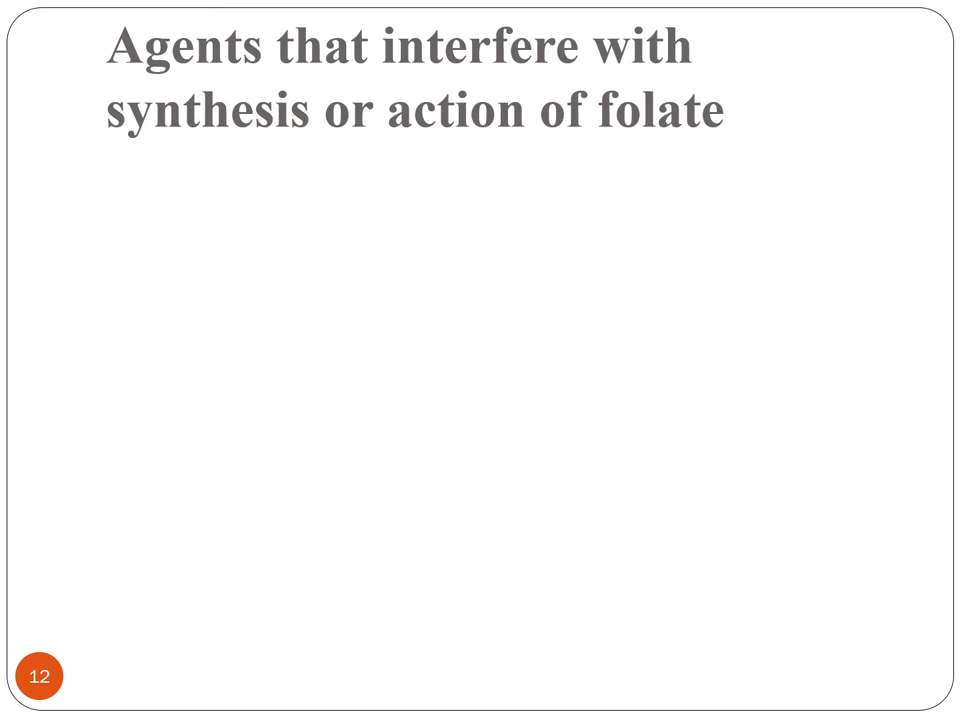 Agents that interfere with
synthesis or action of folate
12